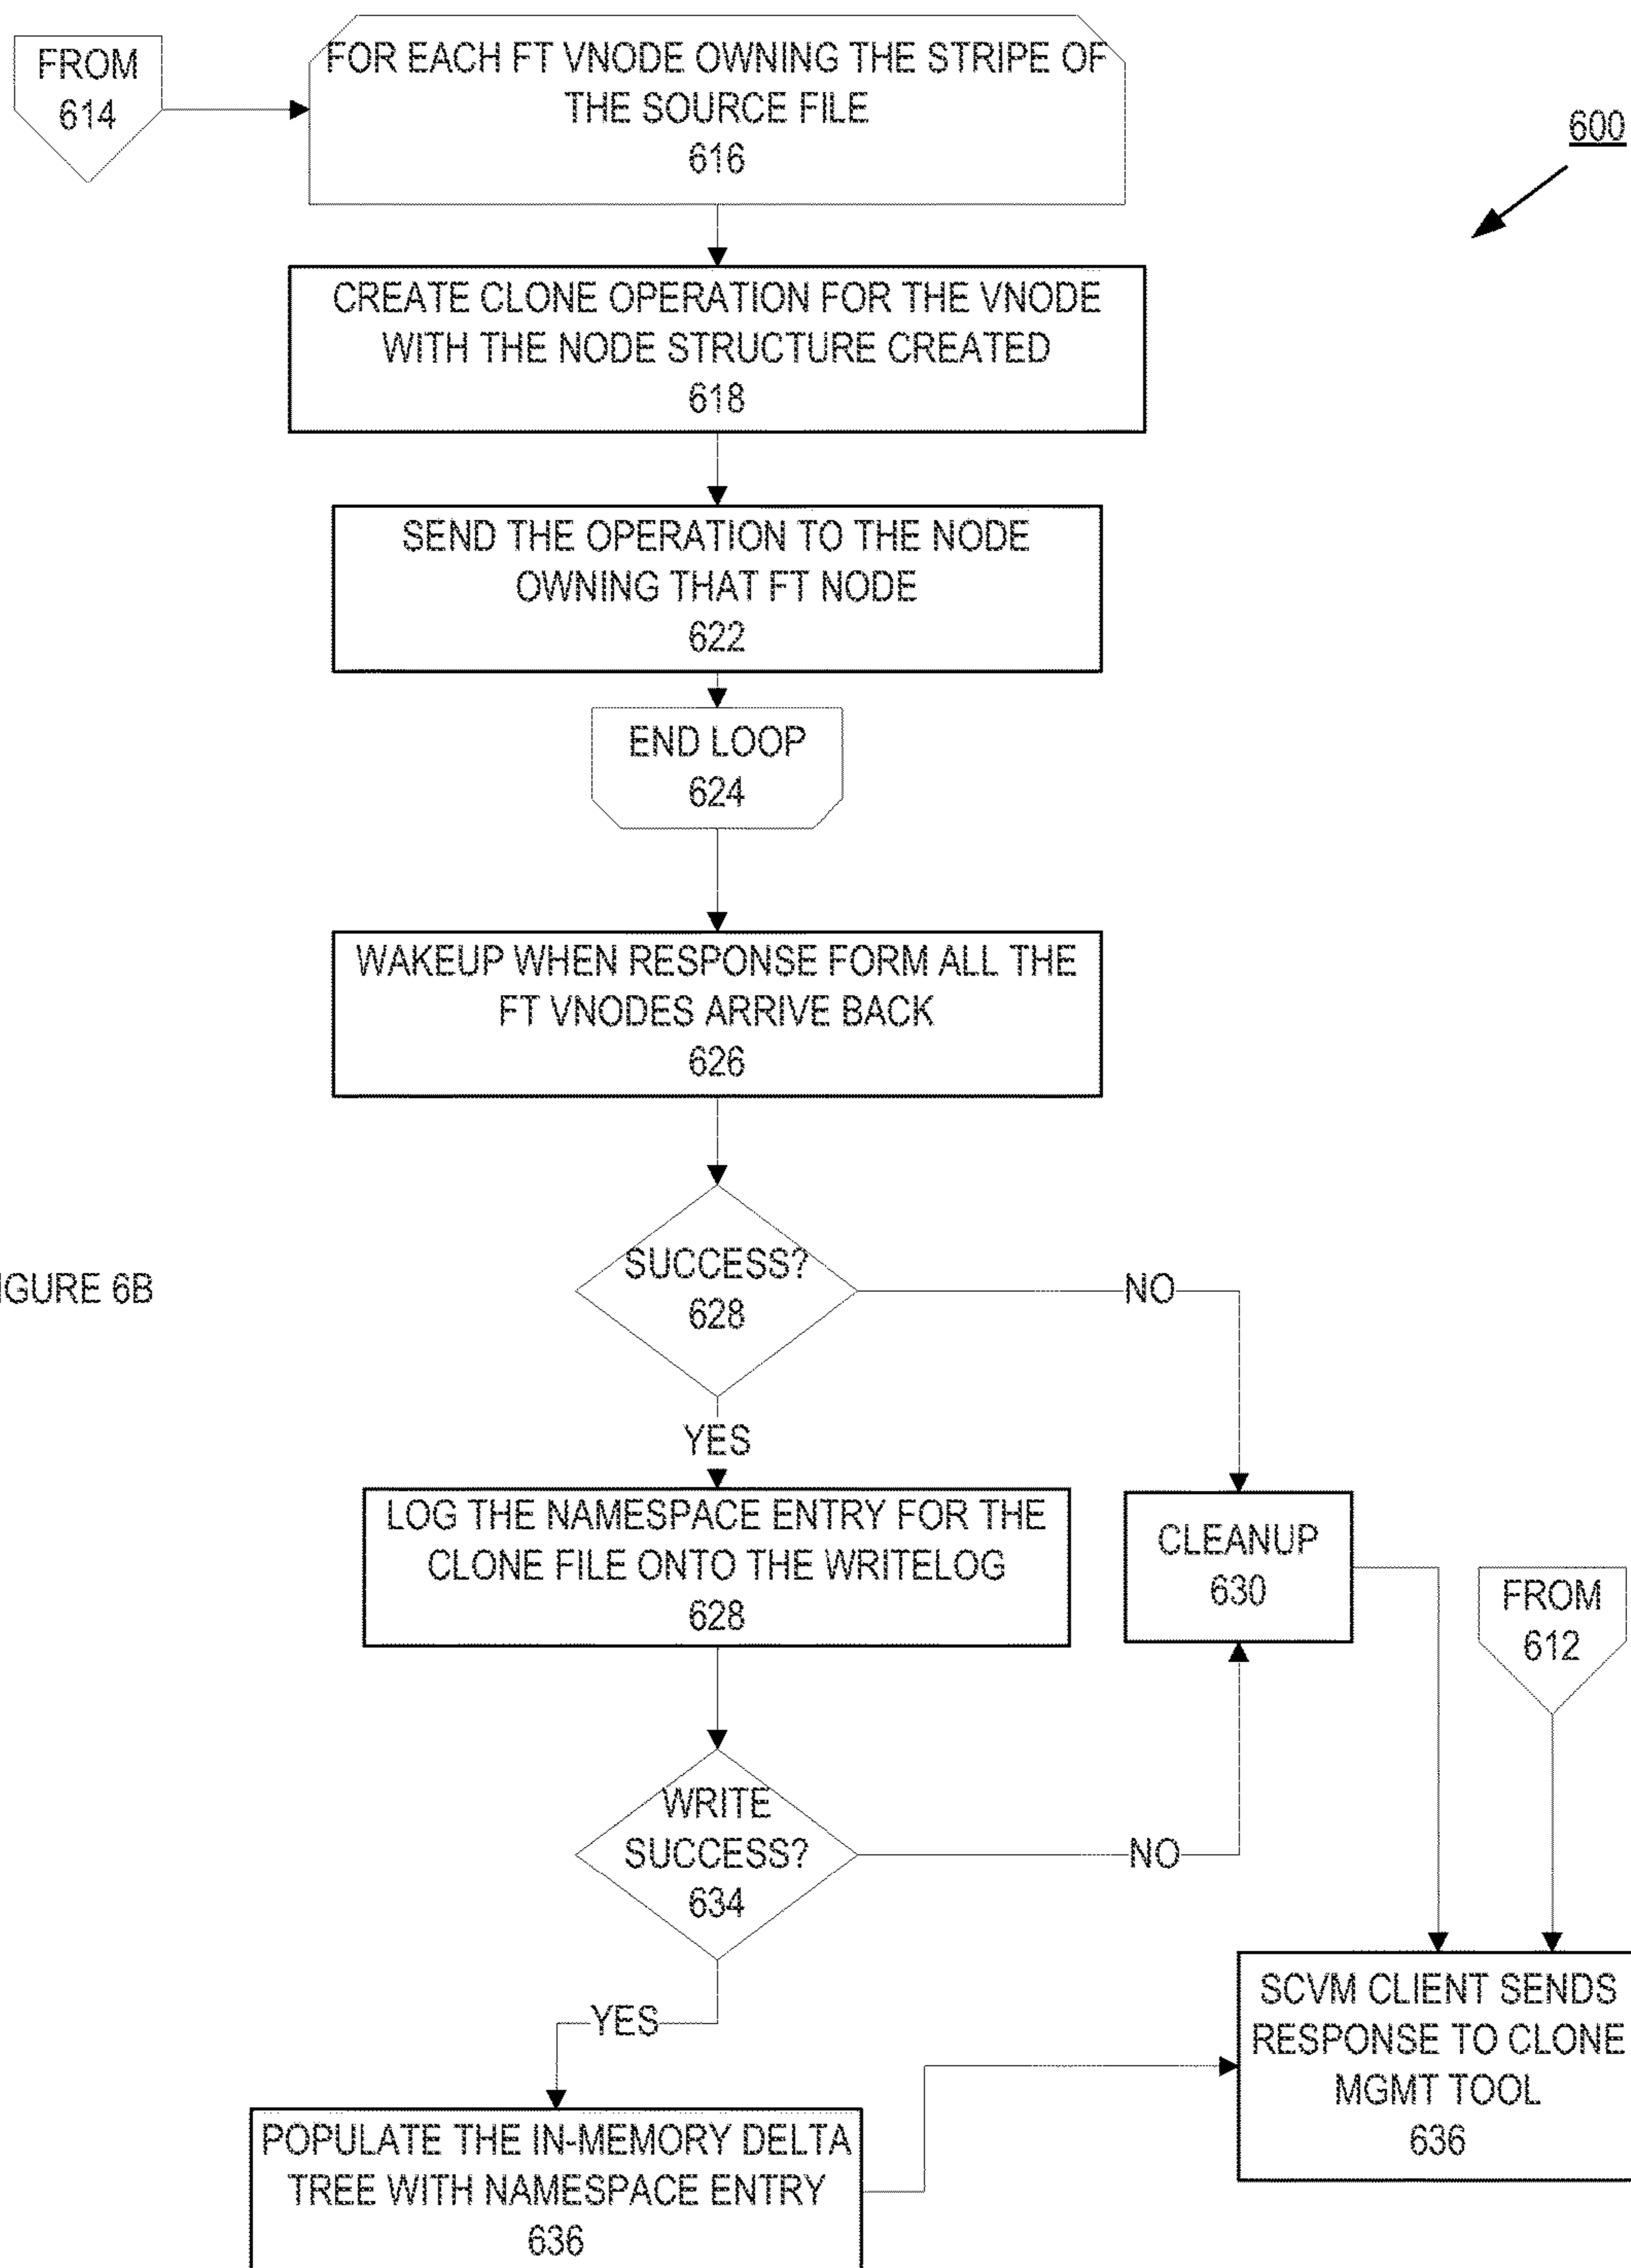 FROM
614
FOR EACH FT VNODE OWNING THE STRIPE OF
THE SOURCE FILE
616
600
CREATE CLONE OPERATION FOR THE VNODE
WITH THE NODE STRUCTURE CREATED
618
SEND THE OPERATION TO THE NODE
OWNING THAT FT NODE
622
END LOOP
624
WAKEUP WHEN RESPONSE FORM ALL THE
FT VNODES ARRIVE BACK
626
SUCCESS?
628
NO
IGURE 6B
YES
LOG THE NAMESPACE ENTRY FOR THE
CLONE FILE ONTO THE WRITELOG
628
CLEANUP
630
FROM
612
WRITE
SUCCESS?
634
NO
YES
SCVM CLIENT SENDS
RESPONSE TO CLONE
MGMT TOOL
636
POPULATE THE IN-MEMORY DELTA
TREE WITH NAMESPACE ENTRY
636